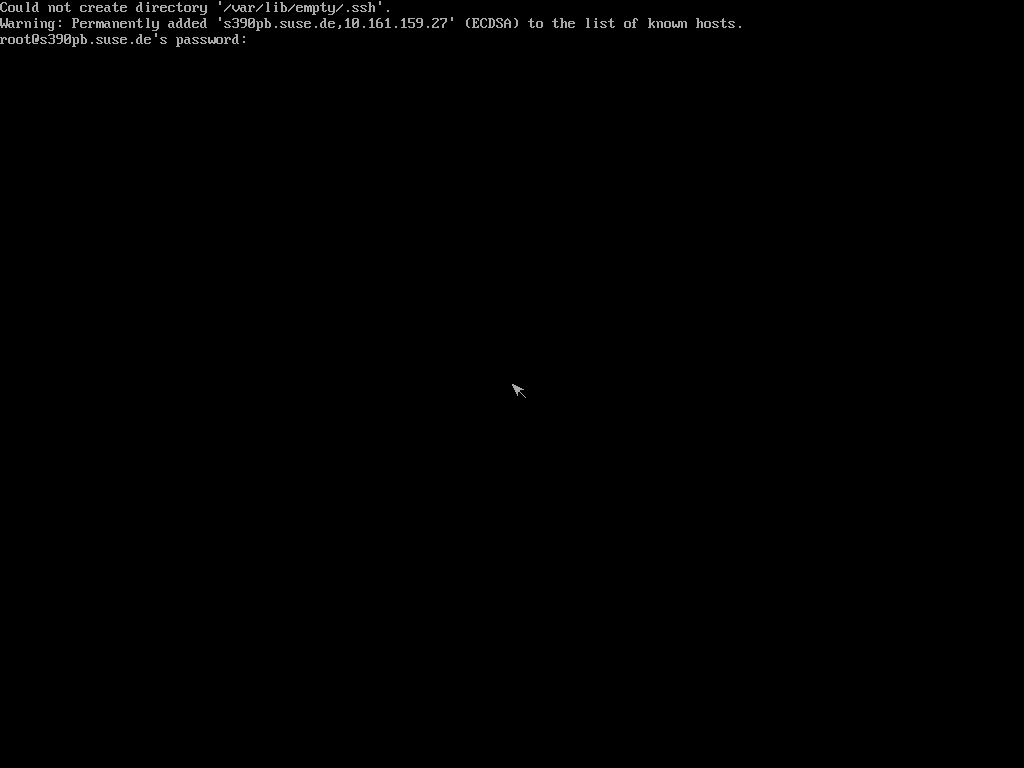 Could not create directory '/var/lib/empty/.ssh'.
Warning: Permanently added 's390pb.suse.de,10.161.159.27' (ECDSA) to the list of known hosts.
root@s390pb.suse.de's password: